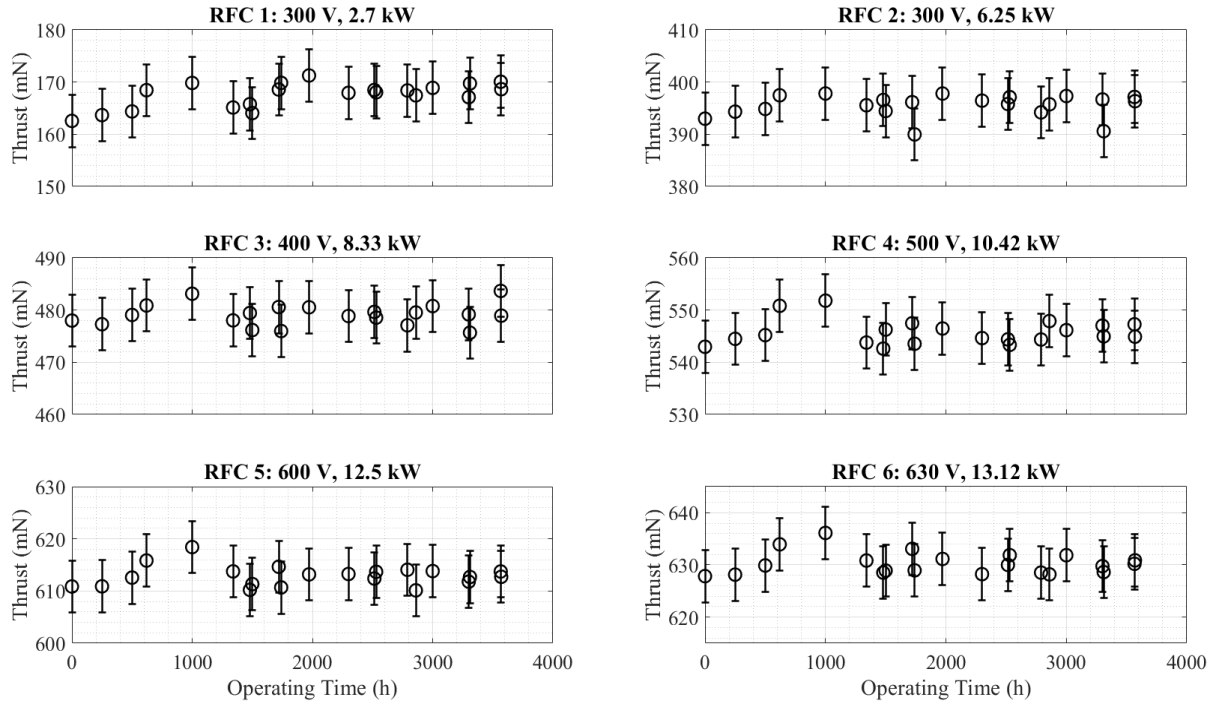 RFC 1: 300 V, 2.7 kW
RFC 2: 300 V, 6.25 kW
Thrust (mN)
180
170
160
150
Thrust (mN)
410
400
390
380
RFC 3: 400 V, 8.33 kW
RFC 4: 500 V, 10.42 kW
Thrust (mN)
490
480
470
460
Thrust (mN)
560
550
540
530
RFC 5: 600 V, 12.5 kW
RFC 6: 630 V, 13.12 kW
Thrust (mN)
630
620
610
600
Thrust (mN)
640
630
620
0 1000 2000 3000 4000
0 1000 2000 3000 4000
Operating Time (h)
Operating Time (h)